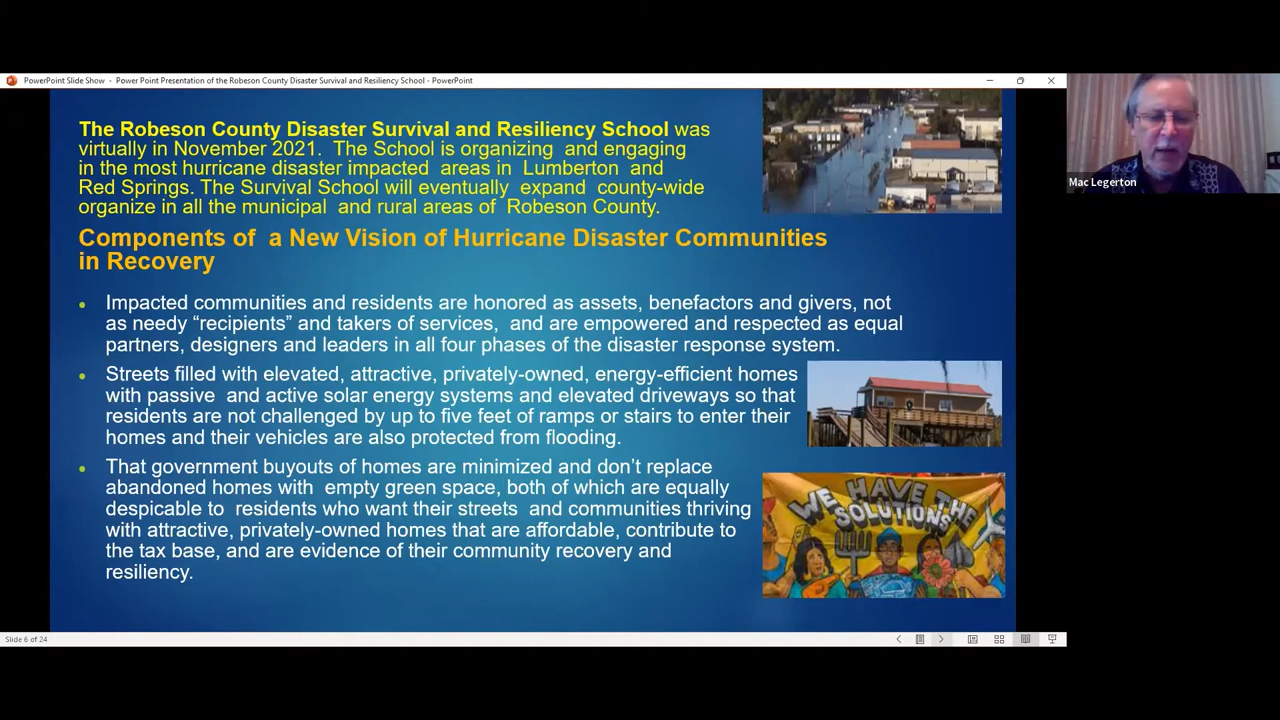 PowerPoint Slide Show - Power Point Presentation of the Robeson County Disaster Survival and Resiliency School - PowerPoint
The Robeson County Disaster Survival and Resiliency School was
virtually in November 2021. The School is organizing and engaging
in the most hurricane disaster impacted areas in Lumberton and
Red Springs. The Survival School will eventually expand county-wide
organize in all the municipal and rural areas of Robeson County.
Components of a New Vision of Hurricane Disaster Communities
in Recovery
• Impacted communities and residents are honored as assets, benefactors and givers, not
as needy “recipients” and takers of services, and are empowered and respected as equal
partners, designers and leaders in all four phases of the disaster response system.
• Streets filled with elevated, attractive, privately-owned, energy-efficient homes
with passive and active solar energy systems and elevated driveways so that
residents are not challenged by up to five feet of ramps or stairs to enter their
homes and their vehicles are also protected from flooding.
• That government buyouts of homes are minimized and don’t replace
abandoned homes with empty green space, both of which are equally
despicable to residents who want their streets and communities thriving
with attractive, privately-owned homes that are affordable, contribute to
the tax base, and are evidence of their community recovery and
resiliency.
WE HAVE THE
SOLUTIONS
Mac Legerton
Slide 6 of 24